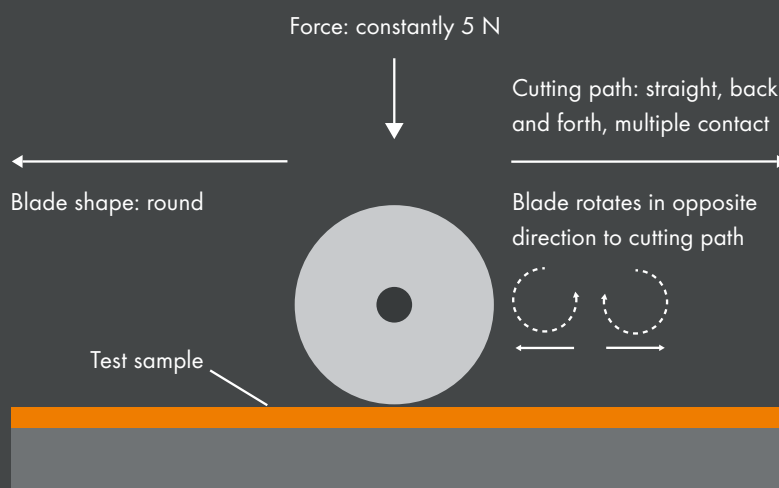 Force: constantly 5 N
Cutting path: straight, back
and forth, multiple contact
Blade shape: round
Blade rotates in opposite
direction to cutting path
Test sample